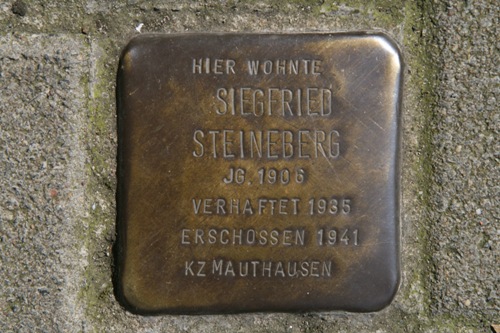 HIER WOHNTE
SIEGFRIED
STEINEBERG
JG. 1906
VERHAFTET 1935
ERSCHOSSEN 1941
KZ MAUTHAUSEN